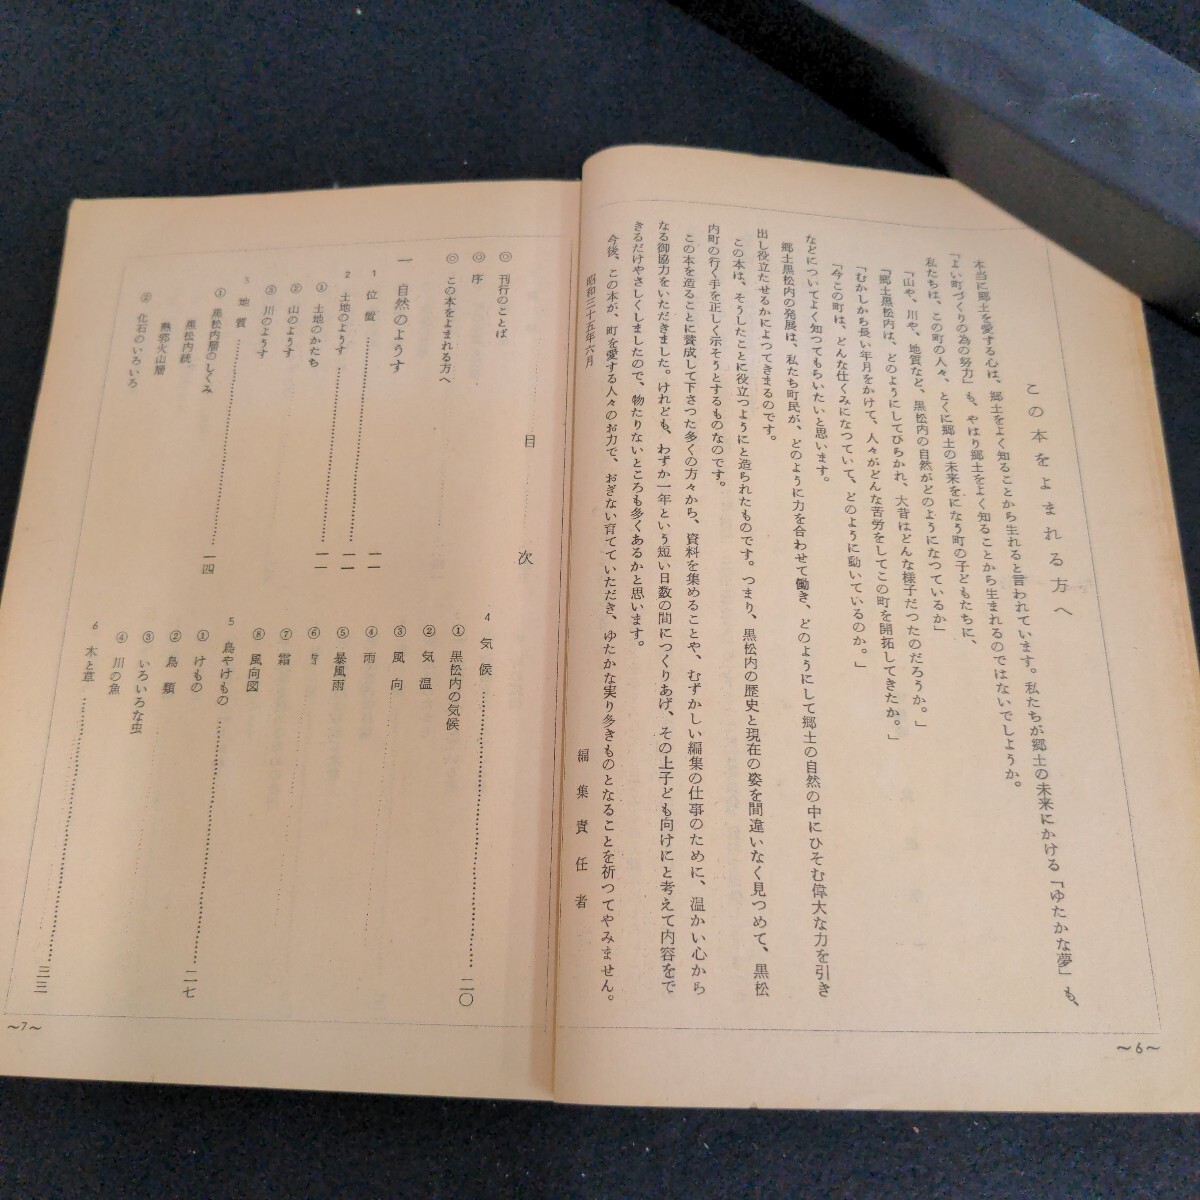 この本をよまれる方へ
本当に郷土を愛する心は、郷土をよく知ることから生れると言われています。私たちが郷土の未来にかける「ゆたかな夢」も、
「よい町づくりの為の努力」も、やはり郷土をよく知ることから生まれるのではないでしようか。
私たちは、この町の人々、とくに郷土の未来をになう町の子どもたちに、
「山や、川や、地質など、黒松内の自然がどのようになつているか」
「郷土黒松内は、どのようにしてひらかれ、大昔はどんな様子だつたのだろうか。」
「むかしから長い年月をかけて、人々がどんな苦労をしてこの町を開拓してきたか。」
「今この町は、どんな仕くみになつていて、どのように動いているのか。」
などについてよく知つてもらいたいと思います。
郷土黒松内の発展は、私たち町民が、どのように力を合わせて働き、どのようにして郷土の自然の中にひそむ偉大な力を引き
出し役立たせるかによつてきまるのです。
この本は、そうしたことに役立つようにと造られたものです。つまり、黒松内の歴史と現在の姿を間違いなく見つめて、黒松
内町の行く手を正しく示そうとするものなのです。
この本を造ることに賛成して下さつた多くの方々から、資料を集めることや、むずかしい編集の仕事のために、温かい心から
なる御協力をいただきました。けれども、わずか一年という短い日数の間につくりあげ、その上子ども向けにと考えて内容をで
きるだけやさしくしましたので、物たりないところも多くあるかと思います。
今後、この本が、町を愛する人々のお力で、おぎない育てていただき、ゆたかな実り多きものとなることを祈つてやみません。
昭和三十五年六月
編集責任者
~6~
目次
◎ 刊行のことば
◎ 序
◎ この本をよまれる方へ
一 自然のようす
1 位置 一一
2 土地のようす 一一
① 土地のかたち 一一
② 山のようす
③ 川のようす
3 地質 一四
① 黒松内層のしくみ
黒松内統
熱郛火山層
② 化石のいろいろ
4 気候 二〇
① 黒松内の気候
② 気温
③ 風向
④ 雨
⑤ 暴風雨
⑥ 雪
⑦ 霜
⑧ 風向図
5 鳥やけもの 二七
① けもの
② 鳥類
③ いろいろな虫
④ 川の魚
6 木と草 三三
~7~